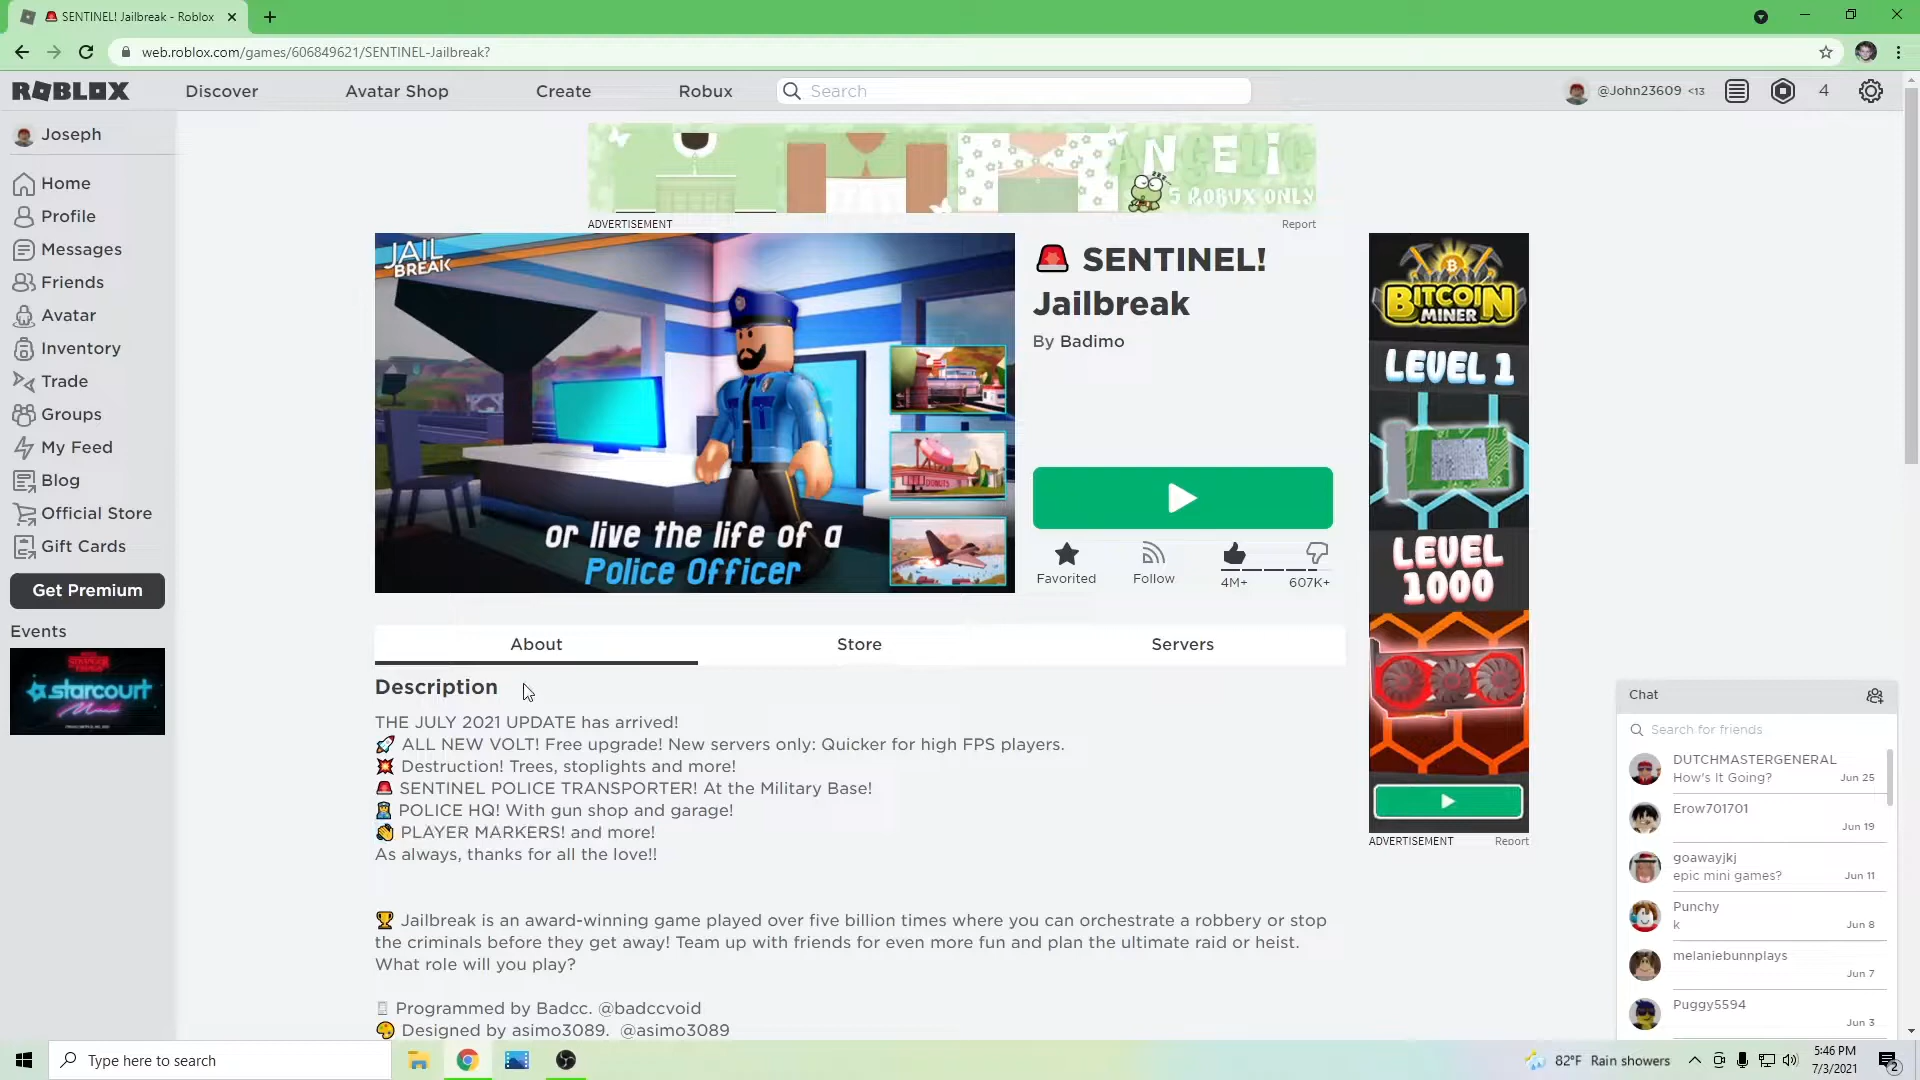 SENTINEL! Jailbreak - Roblox
web.roblox.com/games/606849621/SENTINEL-Jailbreak?
ROBLOX
Discover
Avatar Shop
Create
Robux
Search
@John23609 <13
4
Joseph
Home
Profile
Messages
Friends
Avatar
Inventory
Trade
Groups
My Feed
Blog
Official Store
Gift Cards
Get Premium
Events
STRANGER THINGS
starcourt
Mall
ANGELIC
5 ROBUX ONLY
ADVERTISEMENT
Report
JAIL
BREAK
DONUTS
or live the life of a
Police Officer
SENTINEL!
Jailbreak
By Badimo
Favorited
Follow
4M+
607K+
BITCOIN
MINER
LEVEL 1
LEVEL
1000
ADVERTISEMENT
Report
About
Store
Servers
Description
THE JULY 2021 UPDATE has arrived!
🚀 ALL NEW VOLT! Free upgrade! New servers only: Quicker for high FPS players.
💥 Destruction! Trees, stoplights and more!
🚨 SENTINEL POLICE TRANSPORTER! At the Military Base!
👮 POLICE HQ! With gun shop and garage!
👏 PLAYER MARKERS! and more!
As always, thanks for all the love!!
🏆 Jailbreak is an award-winning game played over five billion times where you can orchestrate a robbery or stop
the criminals before they get away! Team up with friends for even more fun and plan the ultimate raid or heist.
What role will you play?
Programmed by Badcc. @badccvoid
🎨 Designed by asimo3089. @asimo3089
Chat
Search for friends
DUTCHMASTERGENERAL
How's It Going?
Jun 25
Erow701701
Jun 19
goawayjkj
epic mini games?
Jun 11
Punchy
k
Jun 8
melaniebunnplays
Jun 7
Puggy5594
Jun 3
Type here to search
82°F Rain showers
5:46 PM
7/3/2021
2